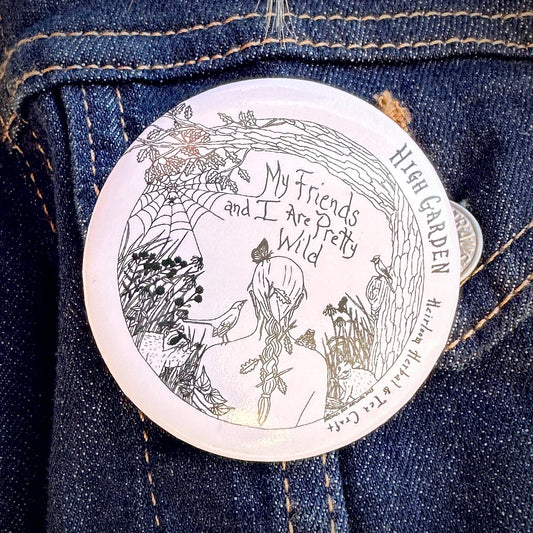 My Friends
and I Are Pretty
Wild
High Garden
Heirloom Herbal & Tea Craft